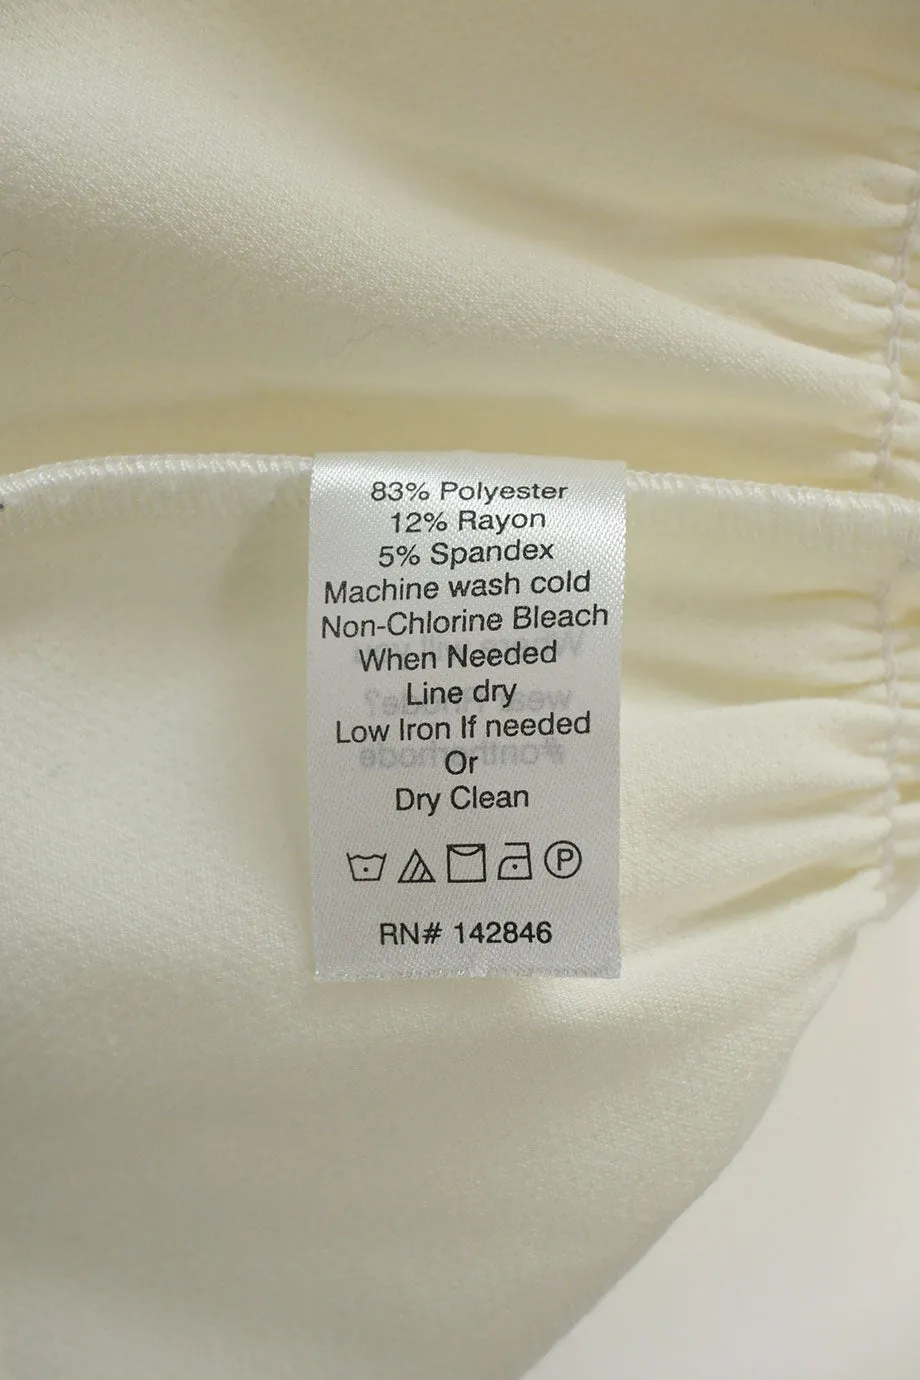 83% Polyester
12% Rayon
5% Spandex
Machine wash cold
Non-Chlorine Bleach
When Needed
Line dry
Low Iron If needed
Or
Dry Clean
P
RN# 142846